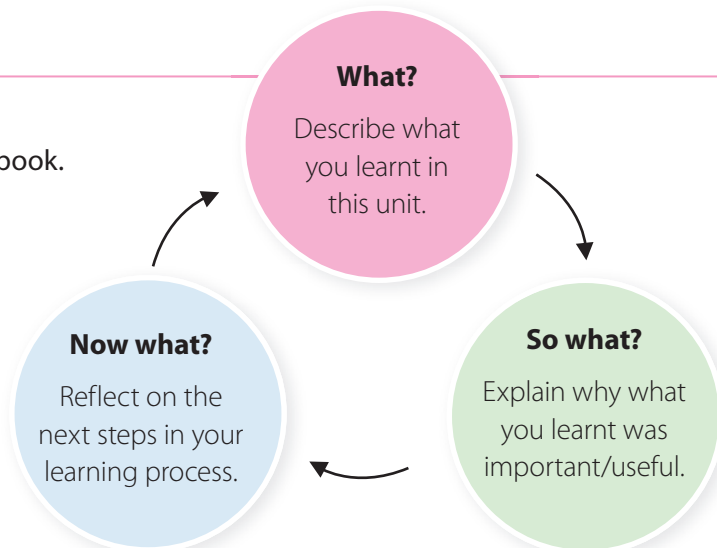 book.
What?
Describe what
you learnt in
this unit.
So what?
Explain why what
you learnt was
important/useful.
Now what?
Reflect on the
next steps in your
learning process.